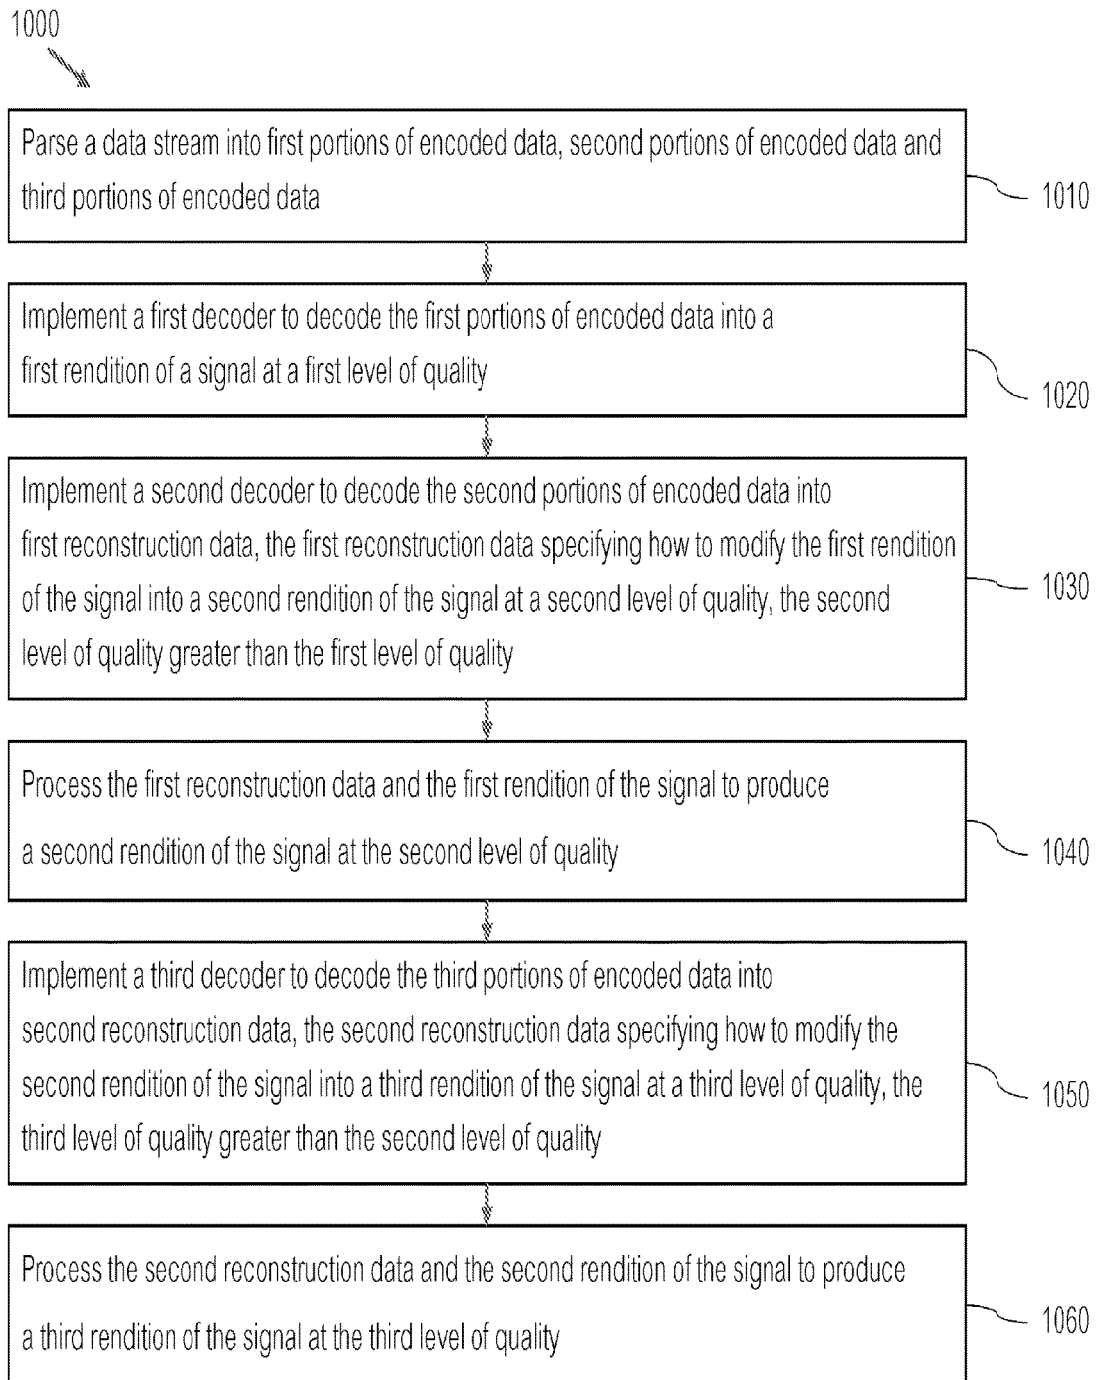 1000
Parse a data stream into first portions of encoded data, second portions of encoded data and
third portions of encoded data
1010
Implement a first decoder to decode the first portions of encoded data into a
first rendition of a signal at a first level of quality
1020
Implement a second decoder to decode the second portions of encoded data into
first reconstruction data, the first reconstruction data specifying how to modify the first rendition
of the signal into a second rendition of the signal at a second level of quality, the second
level of quality greater than the first level of quality
1030
Process the first reconstruction data and the first rendition of the signal to produce
a second rendition of the signal at the second level of quality
1040
Implement a third decoder to decode the third portions of encoded data into
second reconstruction data, the second reconstruction data specifying how to modify the
second rendition of the signal into a third rendition of the signal at a third level of quality, the
third level of quality greater than the second level of quality
1050
Process the second reconstruction data and the second rendition of the signal to produce
a third rendition of the signal at the third level of quality
1060